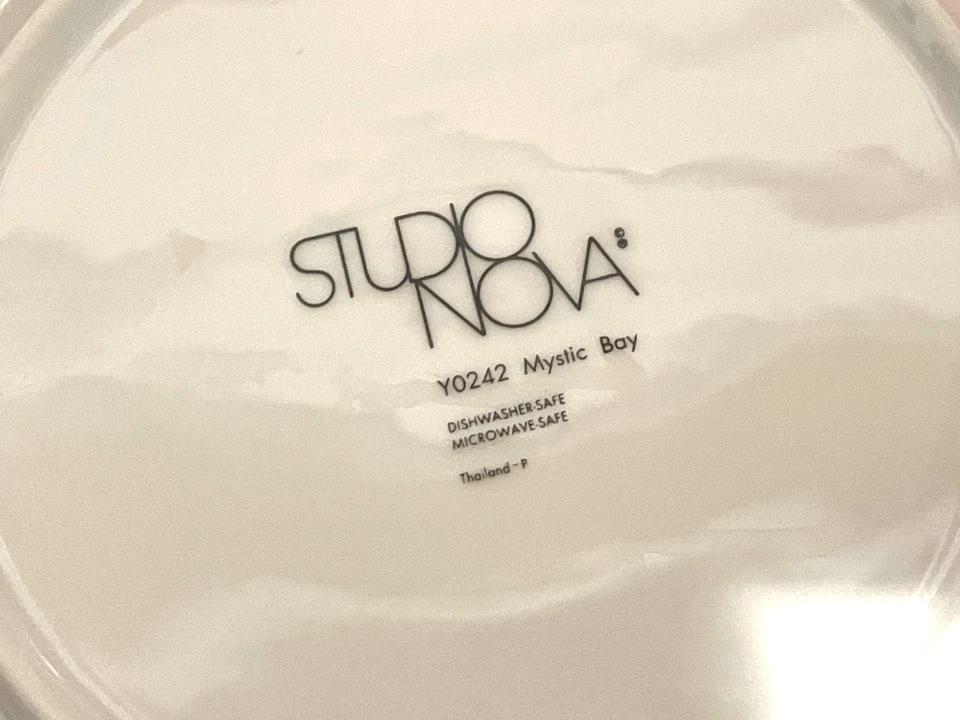 STUDIO
NOVA
Y0242 Mystic Bay
DISHWASHER-SAFE
MICROWAVE-SAFE
Thailand - P